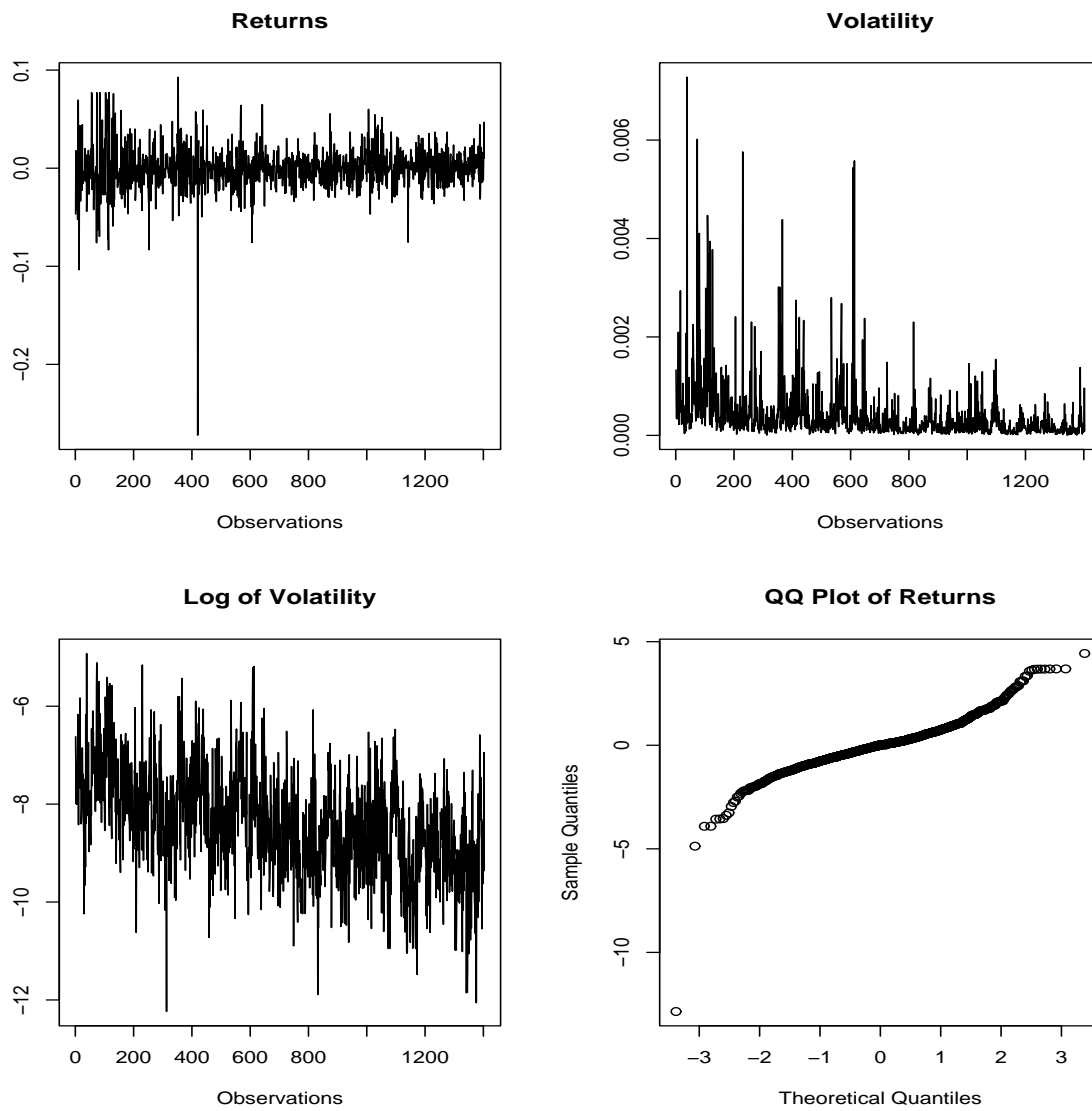 Returns
0.1
0.0
−0.1
−0.2
0 200 400 600 800 1200
Observations
Volatility
0.006
0.004
0.002
0.000
0 200 400 600 800 1200
Observations
Log of Volatility
−6
−8
−10
−12
0 200 400 600 800 1200
Observations
QQ Plot of Returns
Sample Quantiles
5
0
−5
−10
−3 −2 −1 0 1 2 3
Theoretical Quantiles